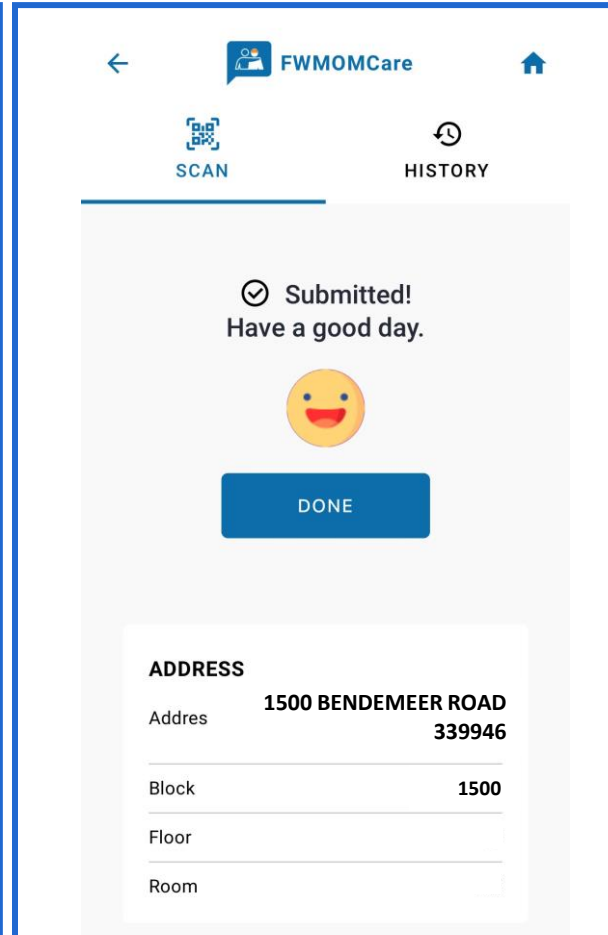 FWMOMCare
SCAN HISTORY
Submitted!
Have a good day.
DONE
ADDRESS
Addres 1500 BENDEMEER ROAD
339946
Block 1500
Floor
Room